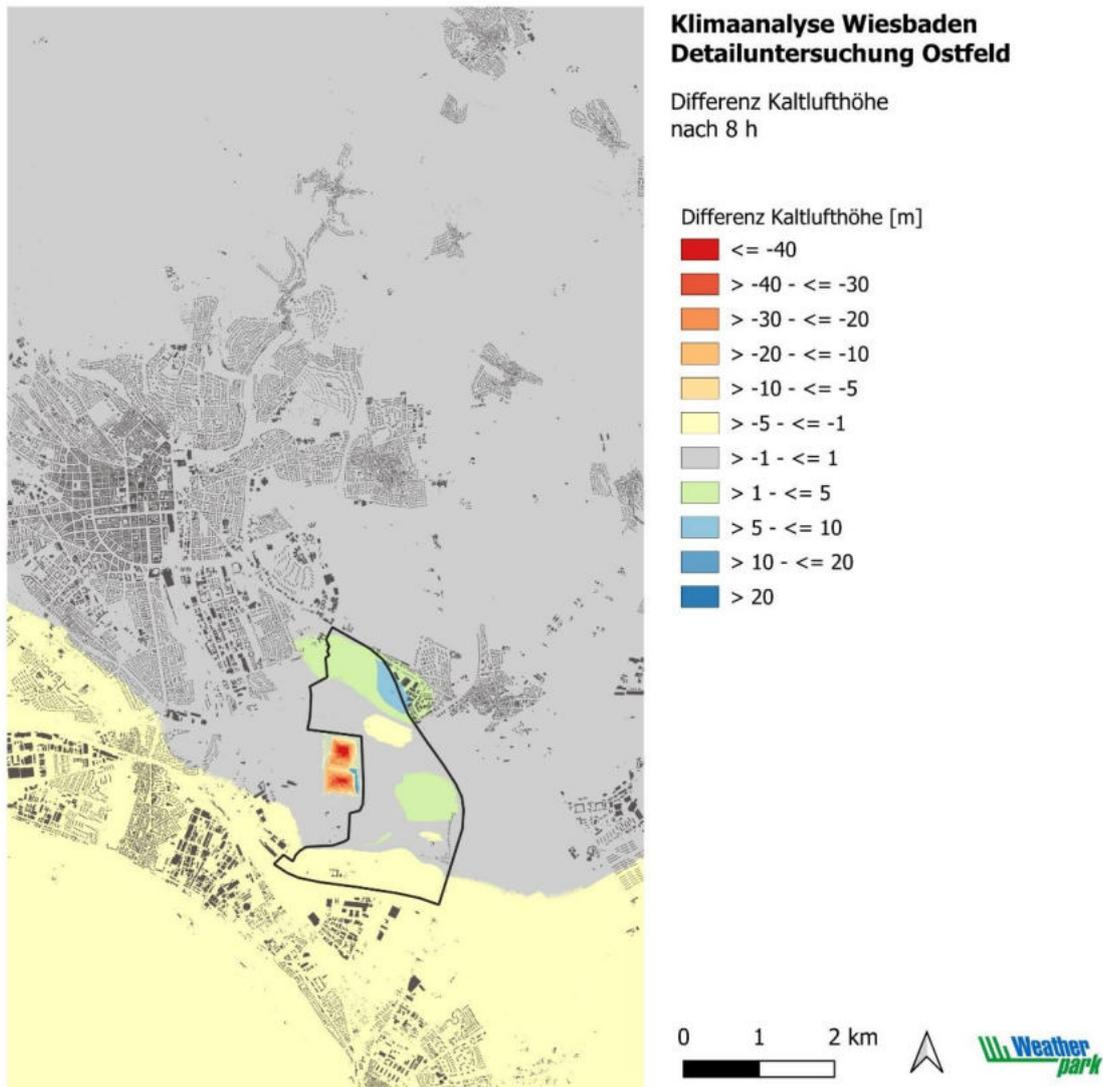 Klimaanalyse Wiesbaden
Detailuntersuchung Ostfeld
Differenz Kaltlufthöhe
nach 8 h
Differenz Kaltlufthöhe [m]
<= -40
> -40 - <= -30
> -30 - <= -20
> -20 - <= -10
> -10 - <= -5
> -5 - <= -1
> -1 - <= 1
> 1 - <= 5
> 5 - <= 10
> 10 - <= 20
> 20
0 1 2 km
Weather
park